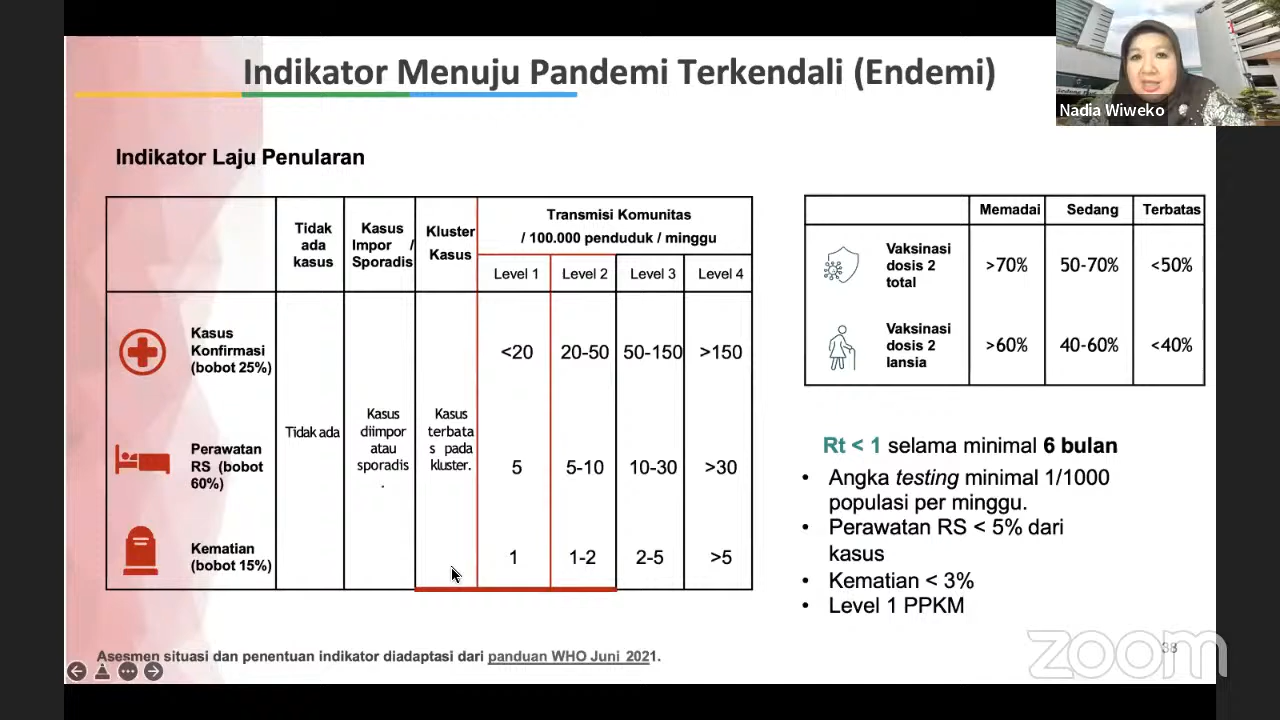 Indikator Menuju Pandemi Terkendali (Endemi)
Nadia Wiweko
Indikator Laju Penularan
Tidak
ada
kasus
Kasus
Impor /
Sporadis
Kluster
Kasus
Transmisi Komunitas
/ 100.000 penduduk / minggu
Level 1
Level 2
Level 3
Level 4
Kasus
Konfirmasi
(bobot 25%)
<20
20-50
50-150
>150
Perawatan
RS (bobot
60%)
Tidak ada
Kasus
diimpor
atau
sporadis
.
Kasus
terbata
s pada
kluster.
5
5-10
10-30
>30
Kematian
(bobot 15%)
1
1-2
2-5
>5
Memadai
Sedang
Terbatas
Vaksinasi
dosis 2
total
>70%
50-70%
<50%
Vaksinasi
dosis 2
lansia
>60%
40-60%
<40%
Rt < 1 selama minimal 6 bulan
• Angka testing minimal 1/1000
populasi per minggu.
• Perawatan RS < 5% dari
kasus
• Kematian < 3%
• Level 1 PPKM
Asesmen situasi dan penentuan indikator diadaptasi dari panduan WHO Juni 2021.
38
zoom